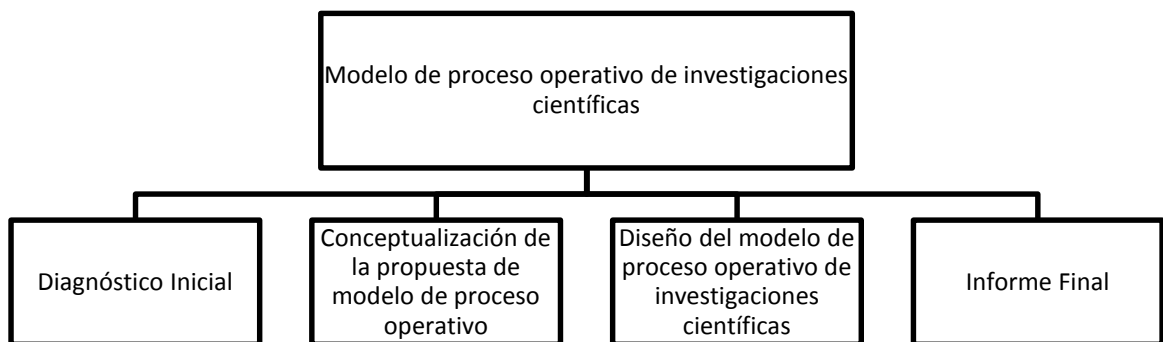 Modelo de proceso operativo de investigaciones
científicas
Diagnóstico Inicial
Conceptualización de
la propuesta de
modelo de proceso
operativo
Diseño del modelo de
proceso operativo de
investigaciones
científicas
Informe Final